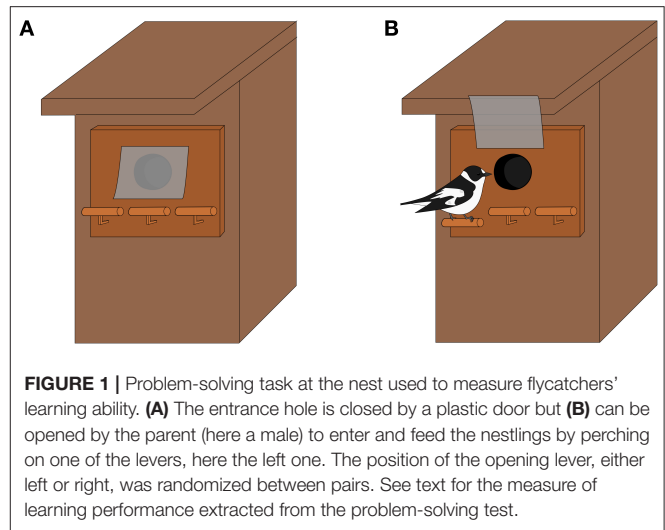 A
B
FIGURE 1 | Problem-solving task at the nest used to measure flycatchers’
learning ability. (A) The entrance hole is closed by a plastic door but (B) can be
opened by the parent (here a male) to enter and feed the nestlings by perching
on one of the levers, here the left one. The position of the opening lever, either
left or right, was randomized between pairs. See text for the measure of
learning performance extracted from the problem-solving test.